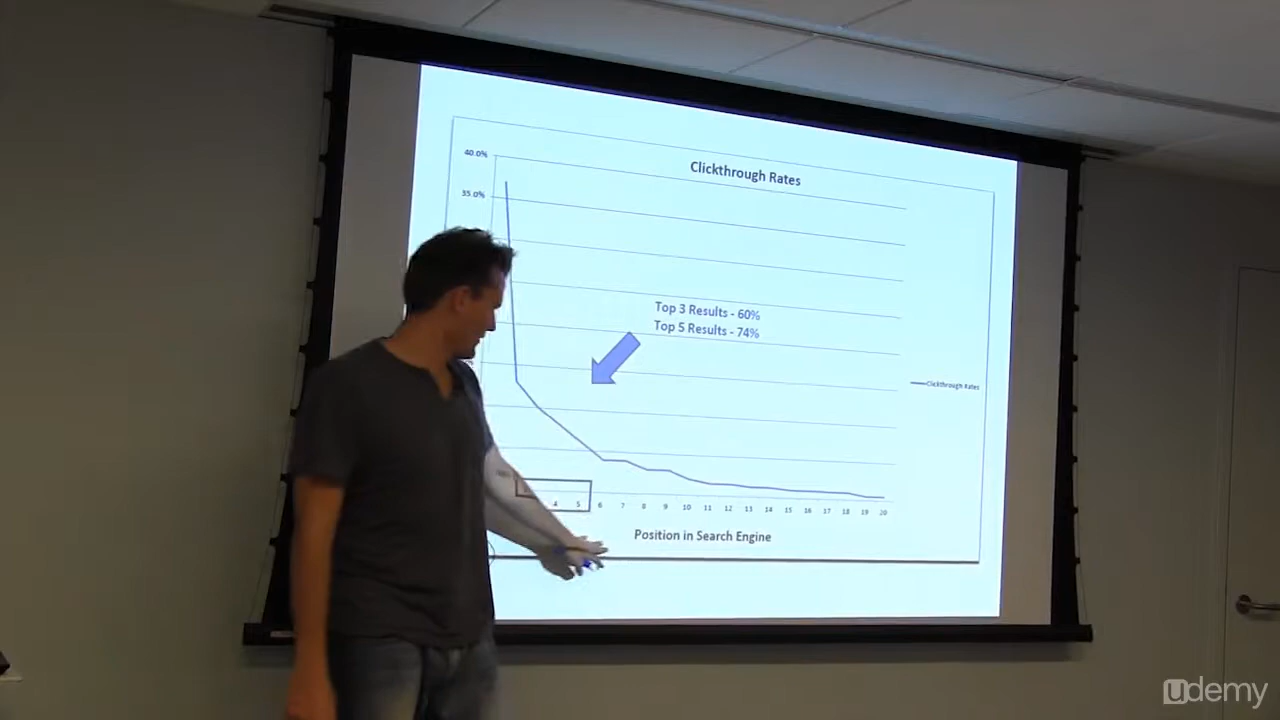 Clickthrough Rates
40.0%
35.0%
Top 3 Results - 60%
Top 5 Results - 74%
Clickthrough Rates
4 5 6 7 8 9 10 11 12 13 14 15 16 17 18 19 20
Position in Search Engine
udemy